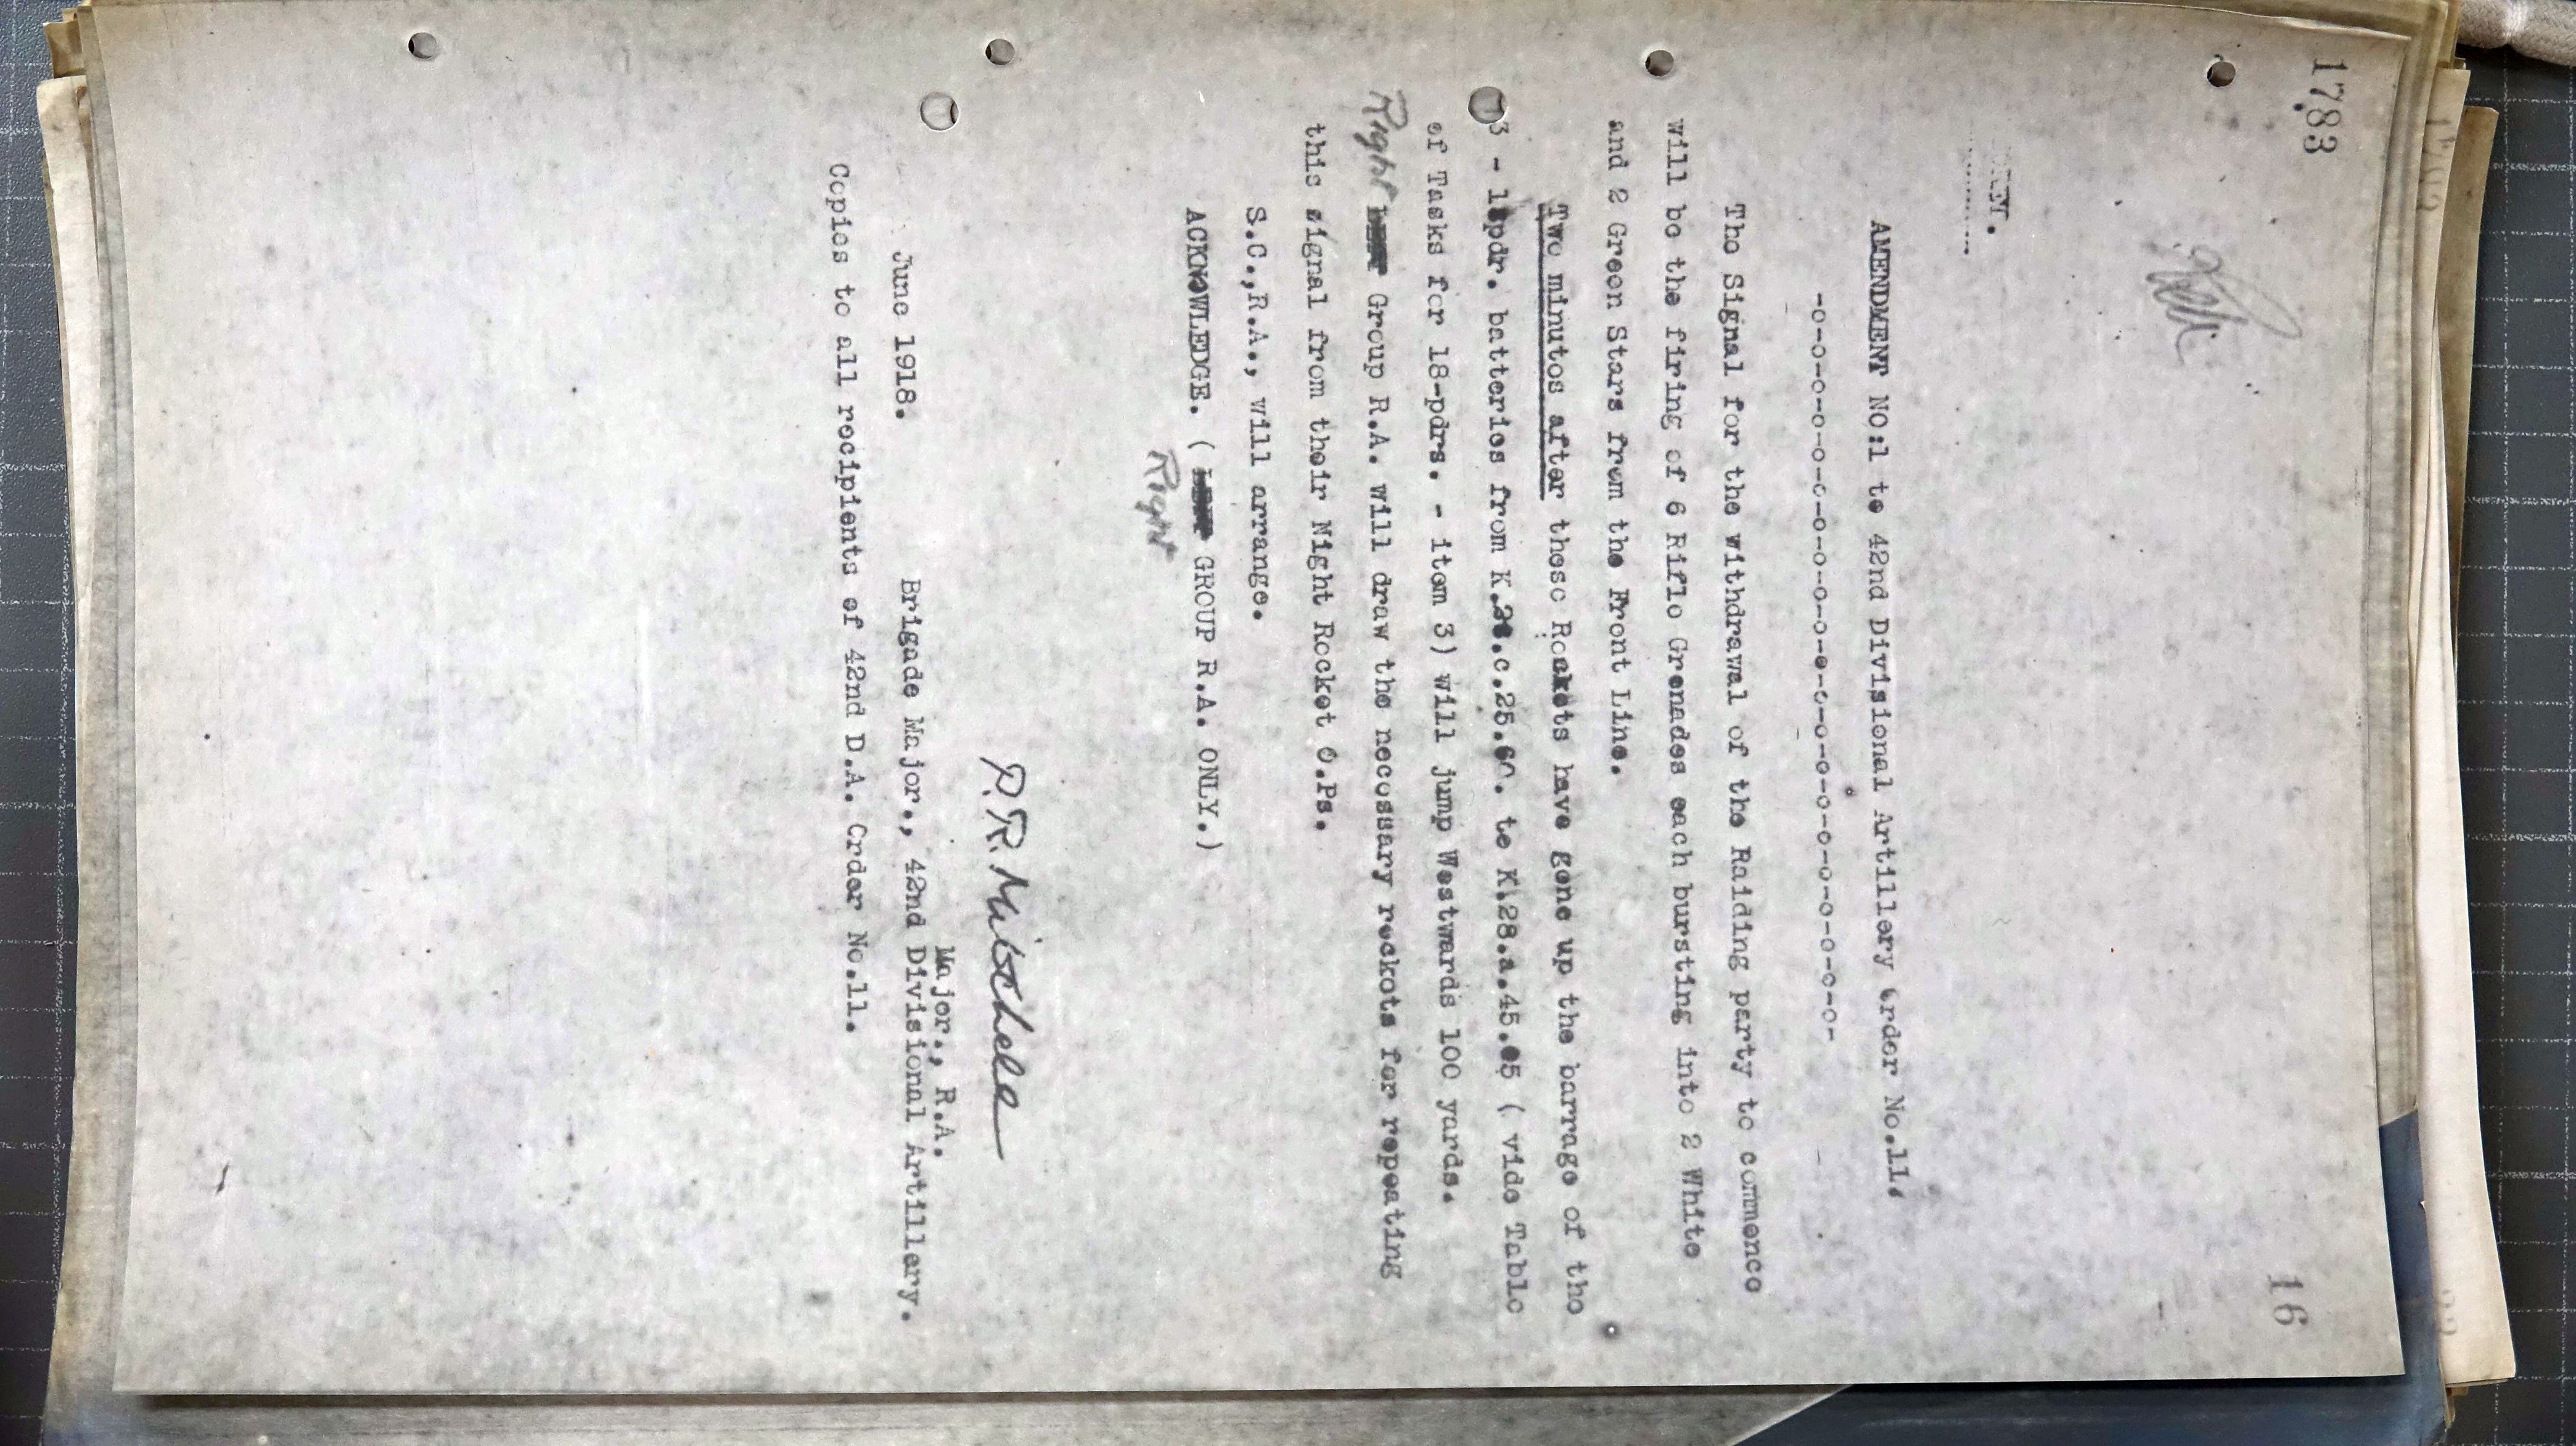 1783
16
AMENDMENT NO:1 to 42nd Divisional Artillery Order No.11.
-o-o-o-o-o-o-o-o-o-o-o-o-o-o-o-o-o-o-o-o-o-o-
The Signal for the withdrawal of the Raiding party to commence
will be the firing of 6 Rifle Grenades each bursting into 2 White
and 2 Green Stars from the Front Line.
Two minutes after these Rockets have gone up the barrage of the
3 - 18pdr. batteries from K.28.c.25.60. to K.28.a.45.05 ( vide Table
of Tasks for 18-pdrs. - item 3) will jump Westwards 100 yards.
Right Group R.A. will draw the necessary rockets for repeating
this signal from their Night Rocket O.Ps.
S.C.,R.A., will arrange.
ACKNOWLEDGE. ( GROUP R.A. ONLY.)
Right
P.R. Mitchell
Major., R.A.
June 1918. Brigade Major., 42nd Divisional Artillery.
Copies to all recipients of 42nd D.A. Order No.11.